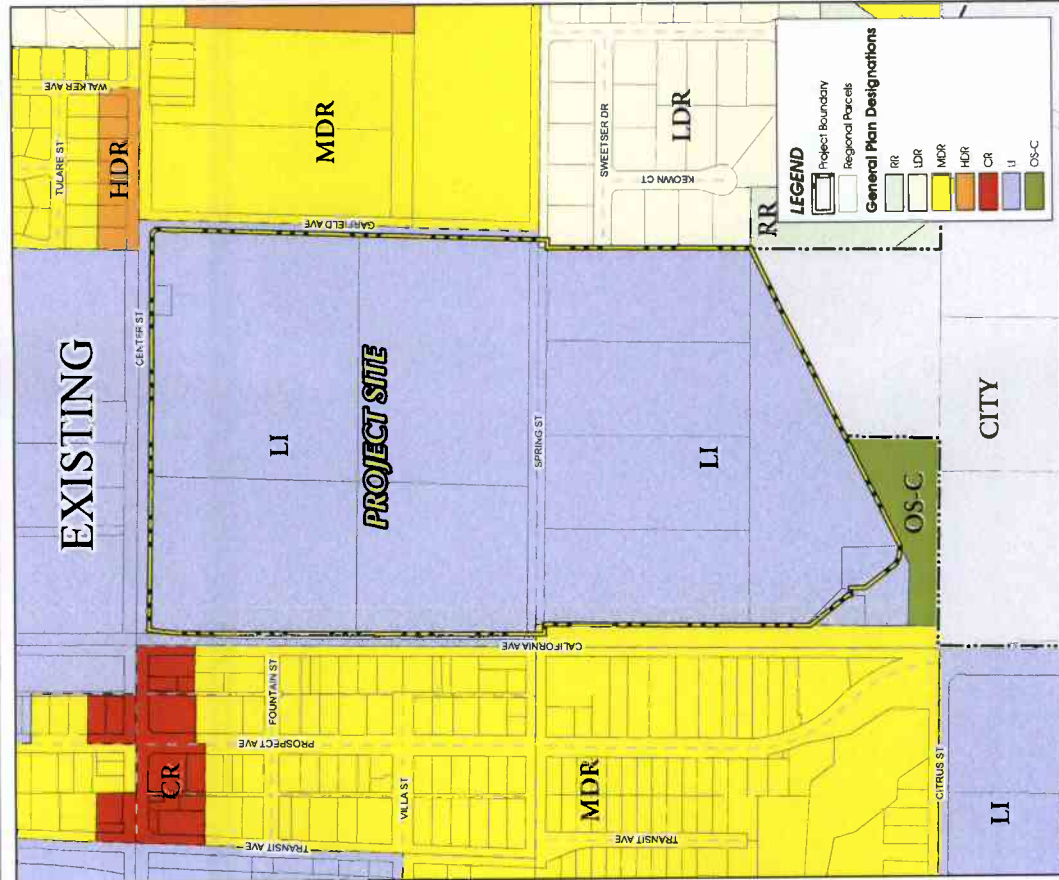 EXISTING
WALKER AVE
TULARE ST
HDR
CENTER ST
MDR
GARFIELD AVE
LI
PROJECT SITE
CR
FOUNTAIN ST
PROSPECT AVE
VILLA ST
TRANSIT AVE
SPRING ST
SWEETSER DR
LDR
KEOWN CT
RR
CALIFORNIA AVE
LI
MDR
TRANSIT AVE
OS-C
CITY
CITRUS ST
LI
LEGEND
Project Boundary
Regional Parcels
General Plan Designations
RR
LDR
MDR
HDR
CR
LI
OS-C